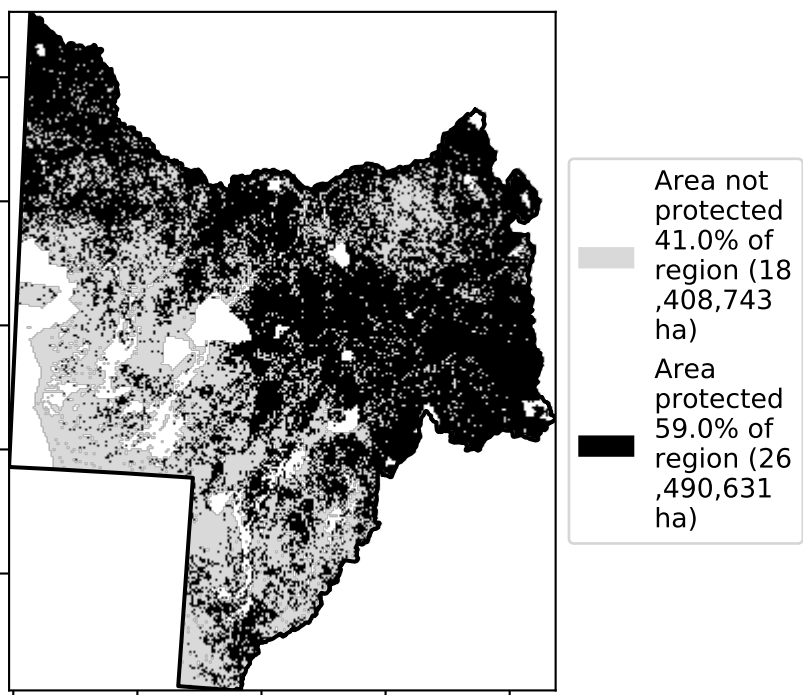 Area not
protected
41.0% of
region (18
,408,743
ha)
Area
protected
59.0% of
region (26
,490,631
ha)